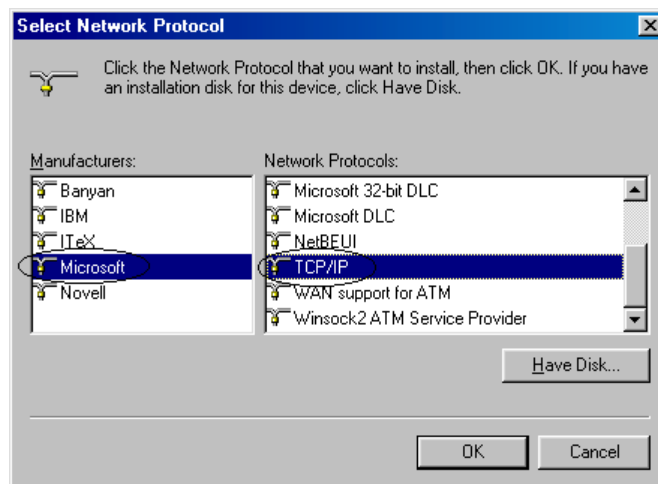 Select Network Protocol
Click the Network Protocol that you want to install, then click OK. If you have
an installation disk for this device, click Have Disk.
Manufacturers:
Banyan
IBM
ITeX
Microsoft
Novell
Network Protocols:
Microsoft 32-bit DLC
Microsoft DLC
NetBEUI
TCP/IP
WAN support for ATM
Winsock2 ATM Service Provider
Have Disk...
OK
Cancel